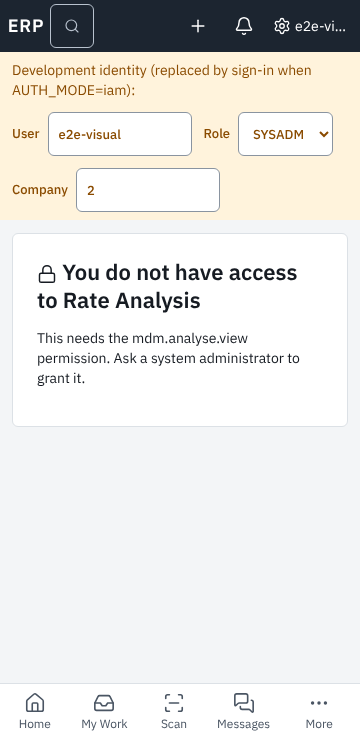 ERP
e2e-vi...
Development identity (replaced by sign-in when
AUTH_MODE=iam):
User e2e-visual Role SYSADM
Company 2
You do not have access
to Rate Analysis
This needs the mdm.analyse.view
permission. Ask a system administrator to
grant it.
Home My Work Scan Messages More